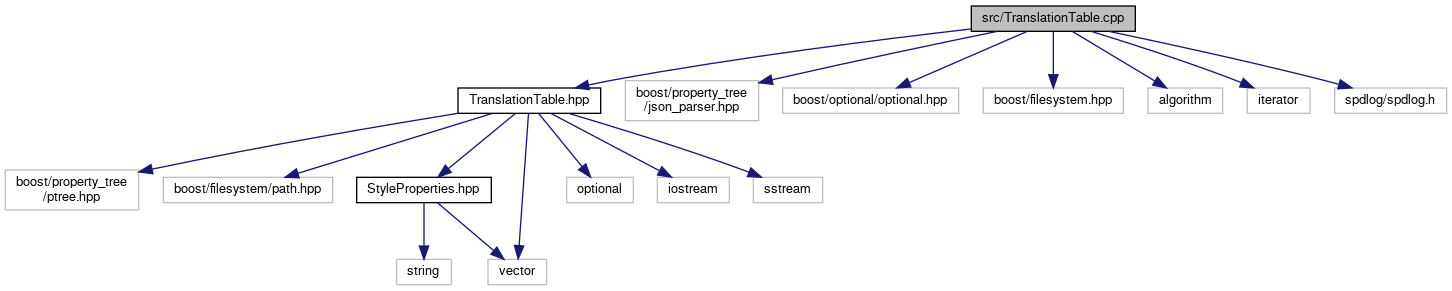 src/TranslationTable.cpp
TranslationTable.hpp
boost/property_tree
/json_parser.hpp
boost/optional/optional.hpp
boost/filesystem.hpp
algorithm
iterator
spdlog/spdlog.h
boost/property_tree
/ptree.hpp
boost/filesystem/path.hpp
StyleProperties.hpp
optional
iostream
sstream
string
vector